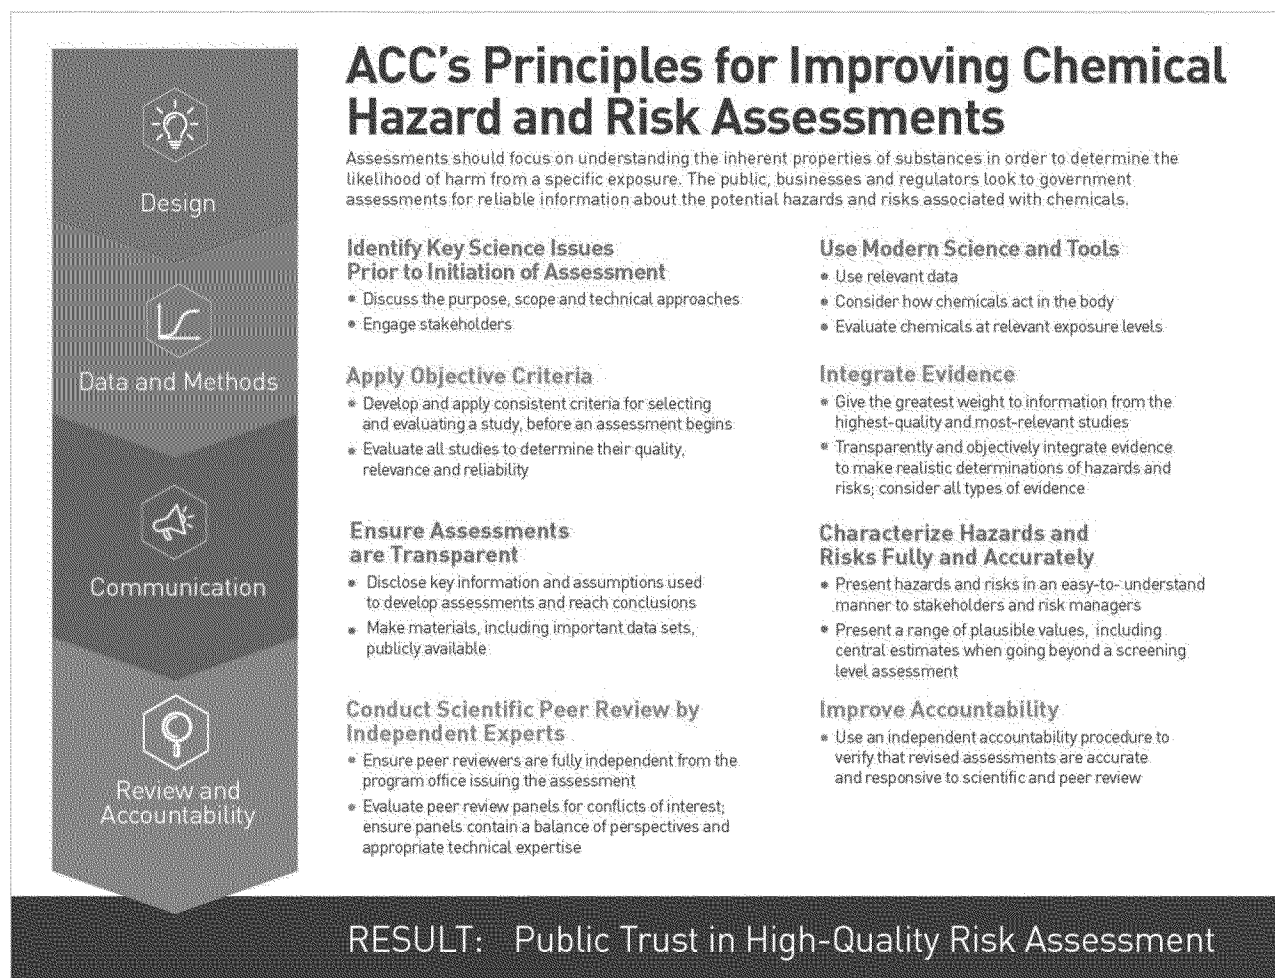 ACC's Principles for Improving Chemical
Hazard and Risk Assessments
Assessments should focus on understanding the inherent properties of substances in order to determine the
likelihood of harm from a specific exposure. The public, businesses and regulators look to government
assessments for reliable information about the potential hazards and risks associated with chemicals.
Design
Identify Key Science Issues
Prior to Initiation of Assessment
• Discuss the purpose, scope and technical approaches
• Engage stakeholders
Use Modern Science and Tools
• Use relevant data
• Consider how chemicals act in the body
• Evaluate chemicals at relevant exposure levels
Data and Methods
Apply Objective Criteria
• Develop and apply consistent criteria for selecting
and evaluating a study, before an assessment begins
• Evaluate all studies to determine their quality,
relevance and reliability
Integrate Evidence
• Give the greatest weight to information from the
highest-quality and most-relevant studies
• Transparently and objectively integrate evidence
to make realistic determinations of hazards and
risks; consider all types of evidence
Communication
Ensure Assessments
are Transparent
• Disclose key information and assumptions used
to develop assessments and reach conclusions
• Make materials, including important data sets,
publicly available
Characterize Hazards and
Risks Fully and Accurately
• Present hazards and risks in an easy-to- understand
manner to stakeholders and risk managers
• Present a range of plausible values, including
central estimates when going beyond a screening
level assessment
Review and
Accountability
Conduct Scientific Peer Review by
Independent Experts
• Ensure peer reviewers are fully independent from the
program office issuing the assessment
• Evaluate peer review panels for conflicts of interest;
ensure panels contain a balance of perspectives and
appropriate technical expertise
Improve Accountability
• Use an independent accountability procedure to
verify that revised assessments are accurate
and responsive to scientific and peer review
RESULT: Public Trust in High-Quality Risk Assessment